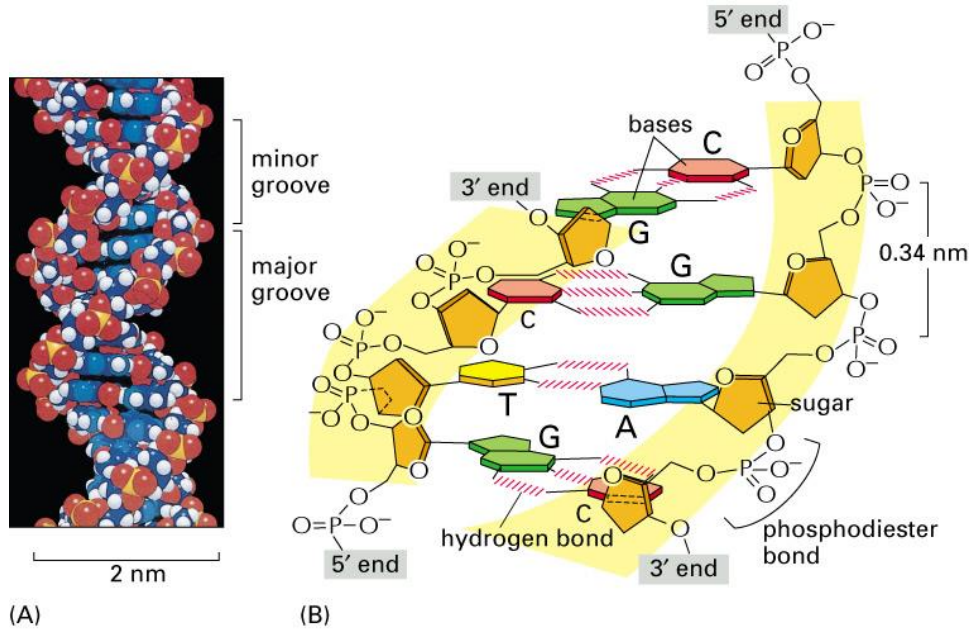 minor
groove
major
groove
2 nm
(A)
5′ end
O⁻
P
O
O
bases
C
O
O
3′ end
O
G
O
P
O
O⁻
O
0.34 nm
O⁻
P
O
O
G
O
C
O
O
P
O
O⁻
O⁻
P
O
O
O⁻
P
O
O
T
A
O
sugar
O
O
G
O
P
O
O⁻
O
C
O
hydrogen bond
phosphodiester
bond
O
P
O⁻
5′ end
O
3′ end
(B)